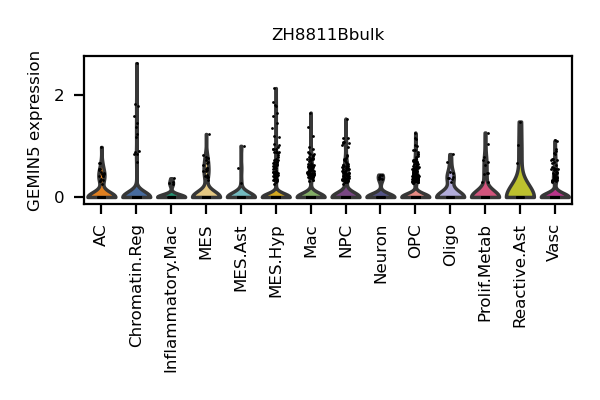 ZH8811Bbulk
GEMIN5 expression
2
0
AC
Chromatin.Reg
Inflammatory.Mac
MES
MES.Ast
MES.Hyp
Mac
NPC
Neuron
OPC
Oligo
Prolif.Metab
Reactive.Ast
Vasc